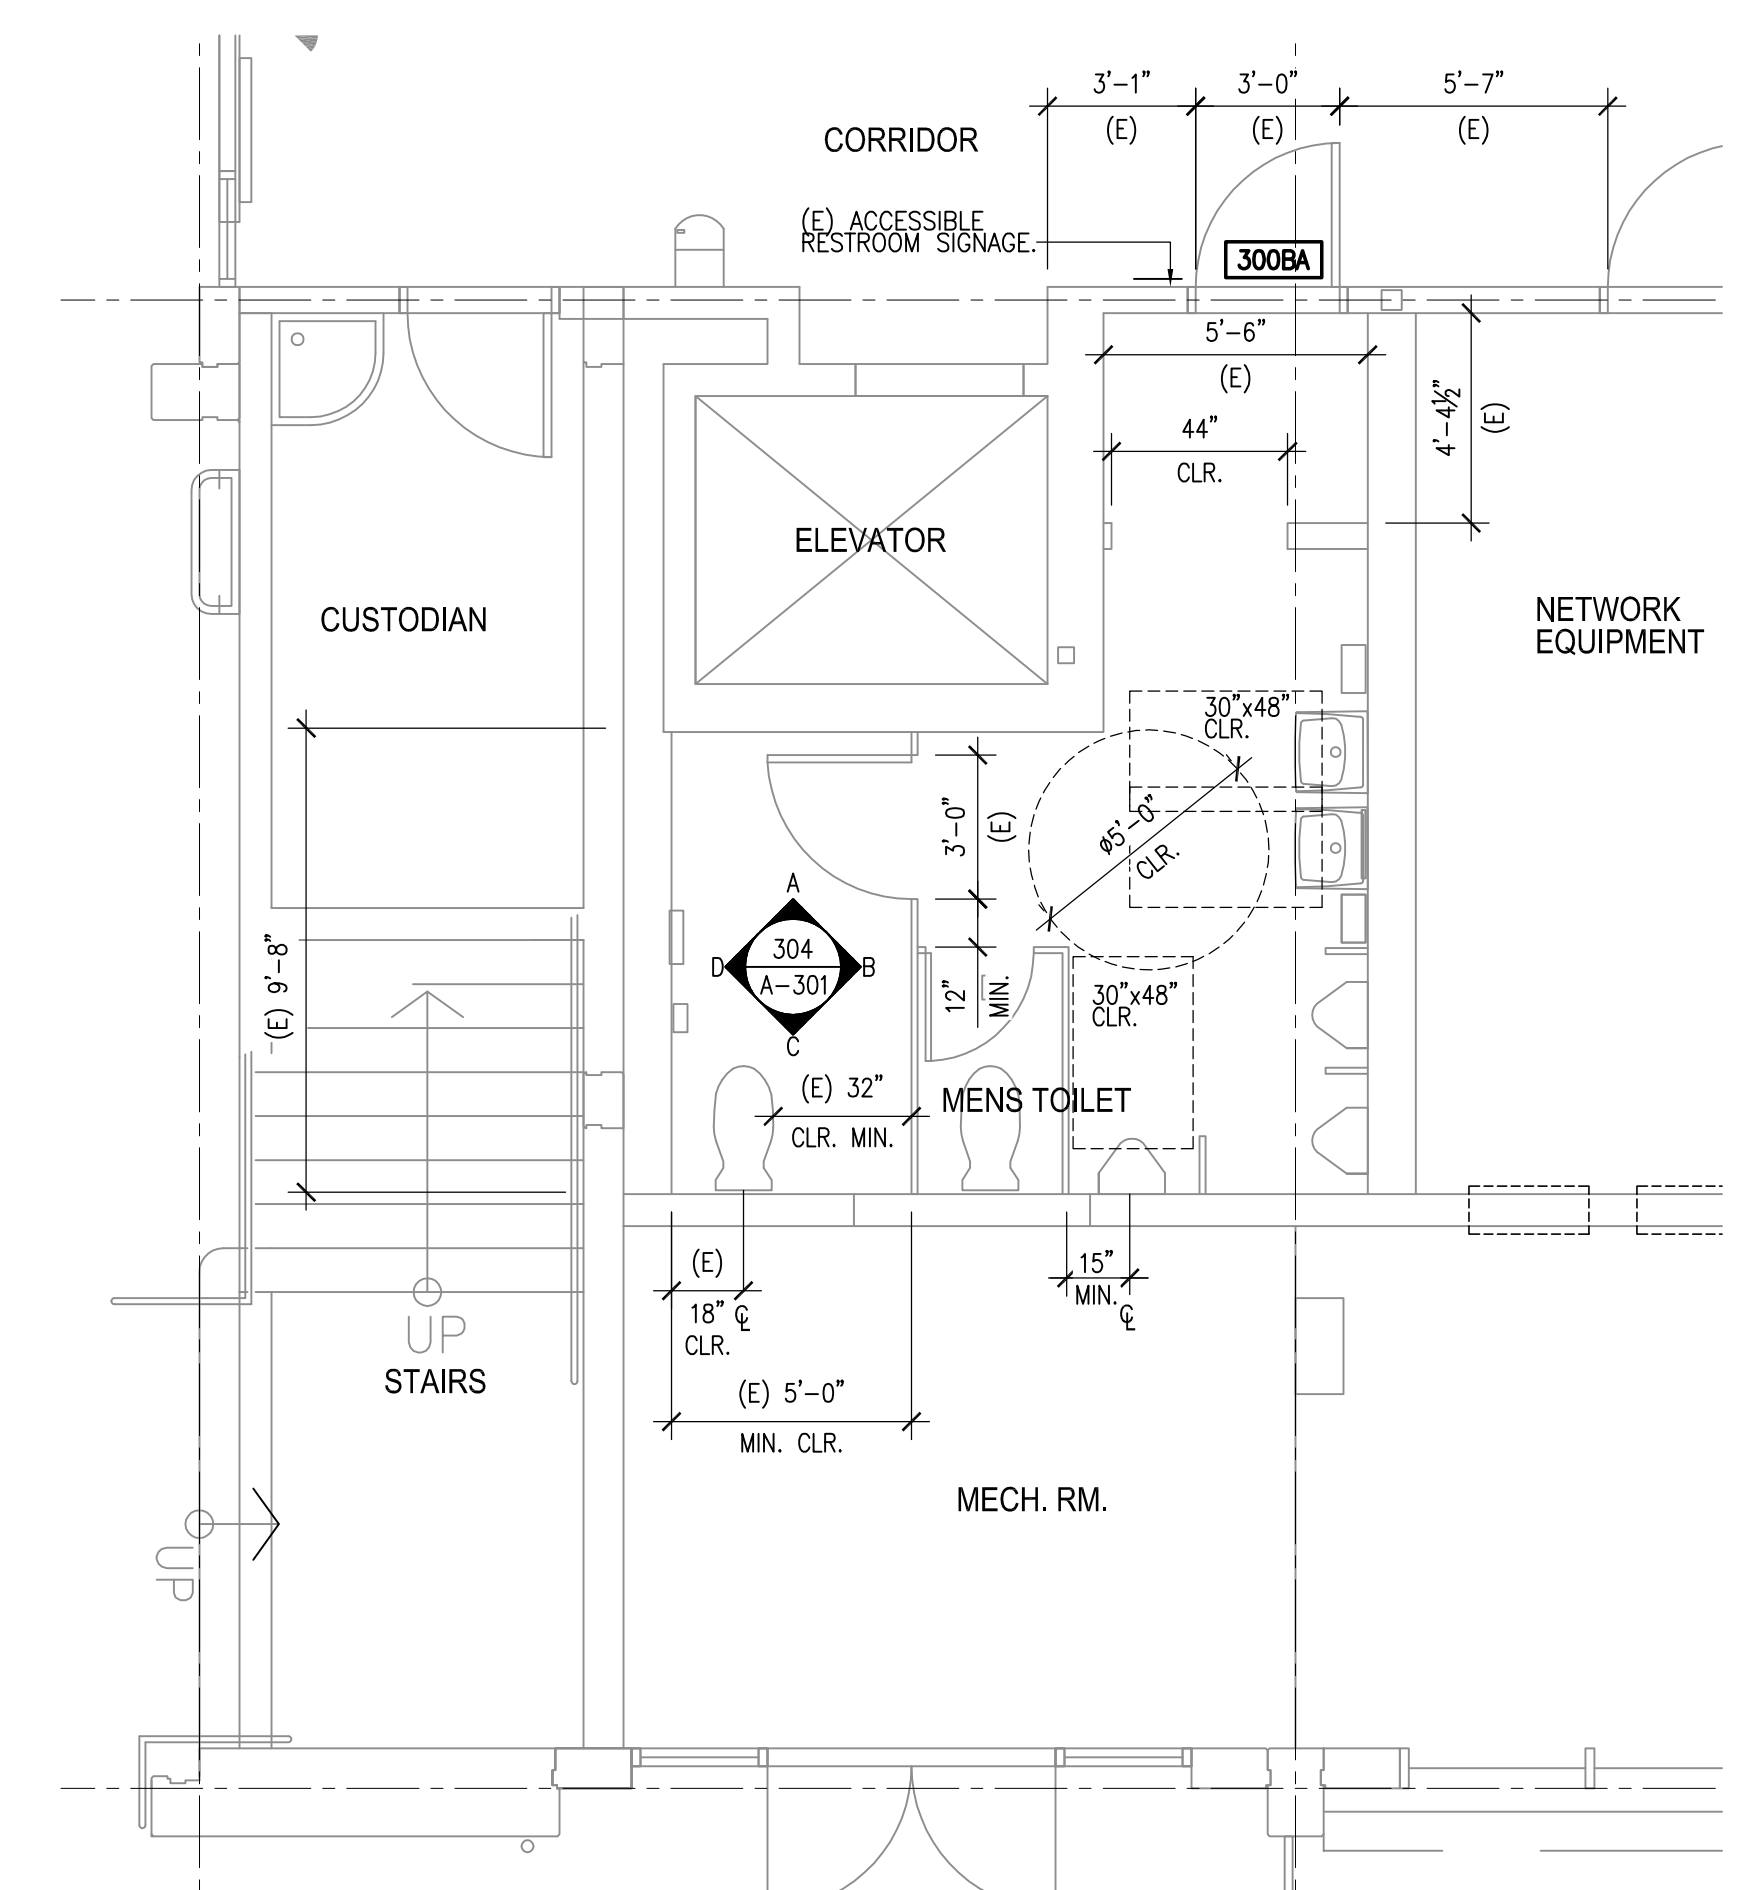 3'-1"
3'-0"
5'-7"
(E)
(E)
(E)
CORRIDOR
(E) ACCESSIBLE
RESTROOM SIGNAGE.
300BA
5'-6"
(E)
4'-4½"
(E)
44"
CLR.
ELEVATOR
CUSTODIAN
NETWORK
EQUIPMENT
30"x48"
CLR.
3'-0"
(E)
ø5'-0"
CLR.
A
304
D
B
A-301
C
(E) 9'-8"
12"
MIN.
30"x48"
CLR.
(E) 32"
CLR. MIN.
MENS TOILET
(E)
18" ℄
CLR.
15"
MIN.
℄
UP
STAIRS
(E) 5'-0"
MIN. CLR.
MECH. RM.
UP